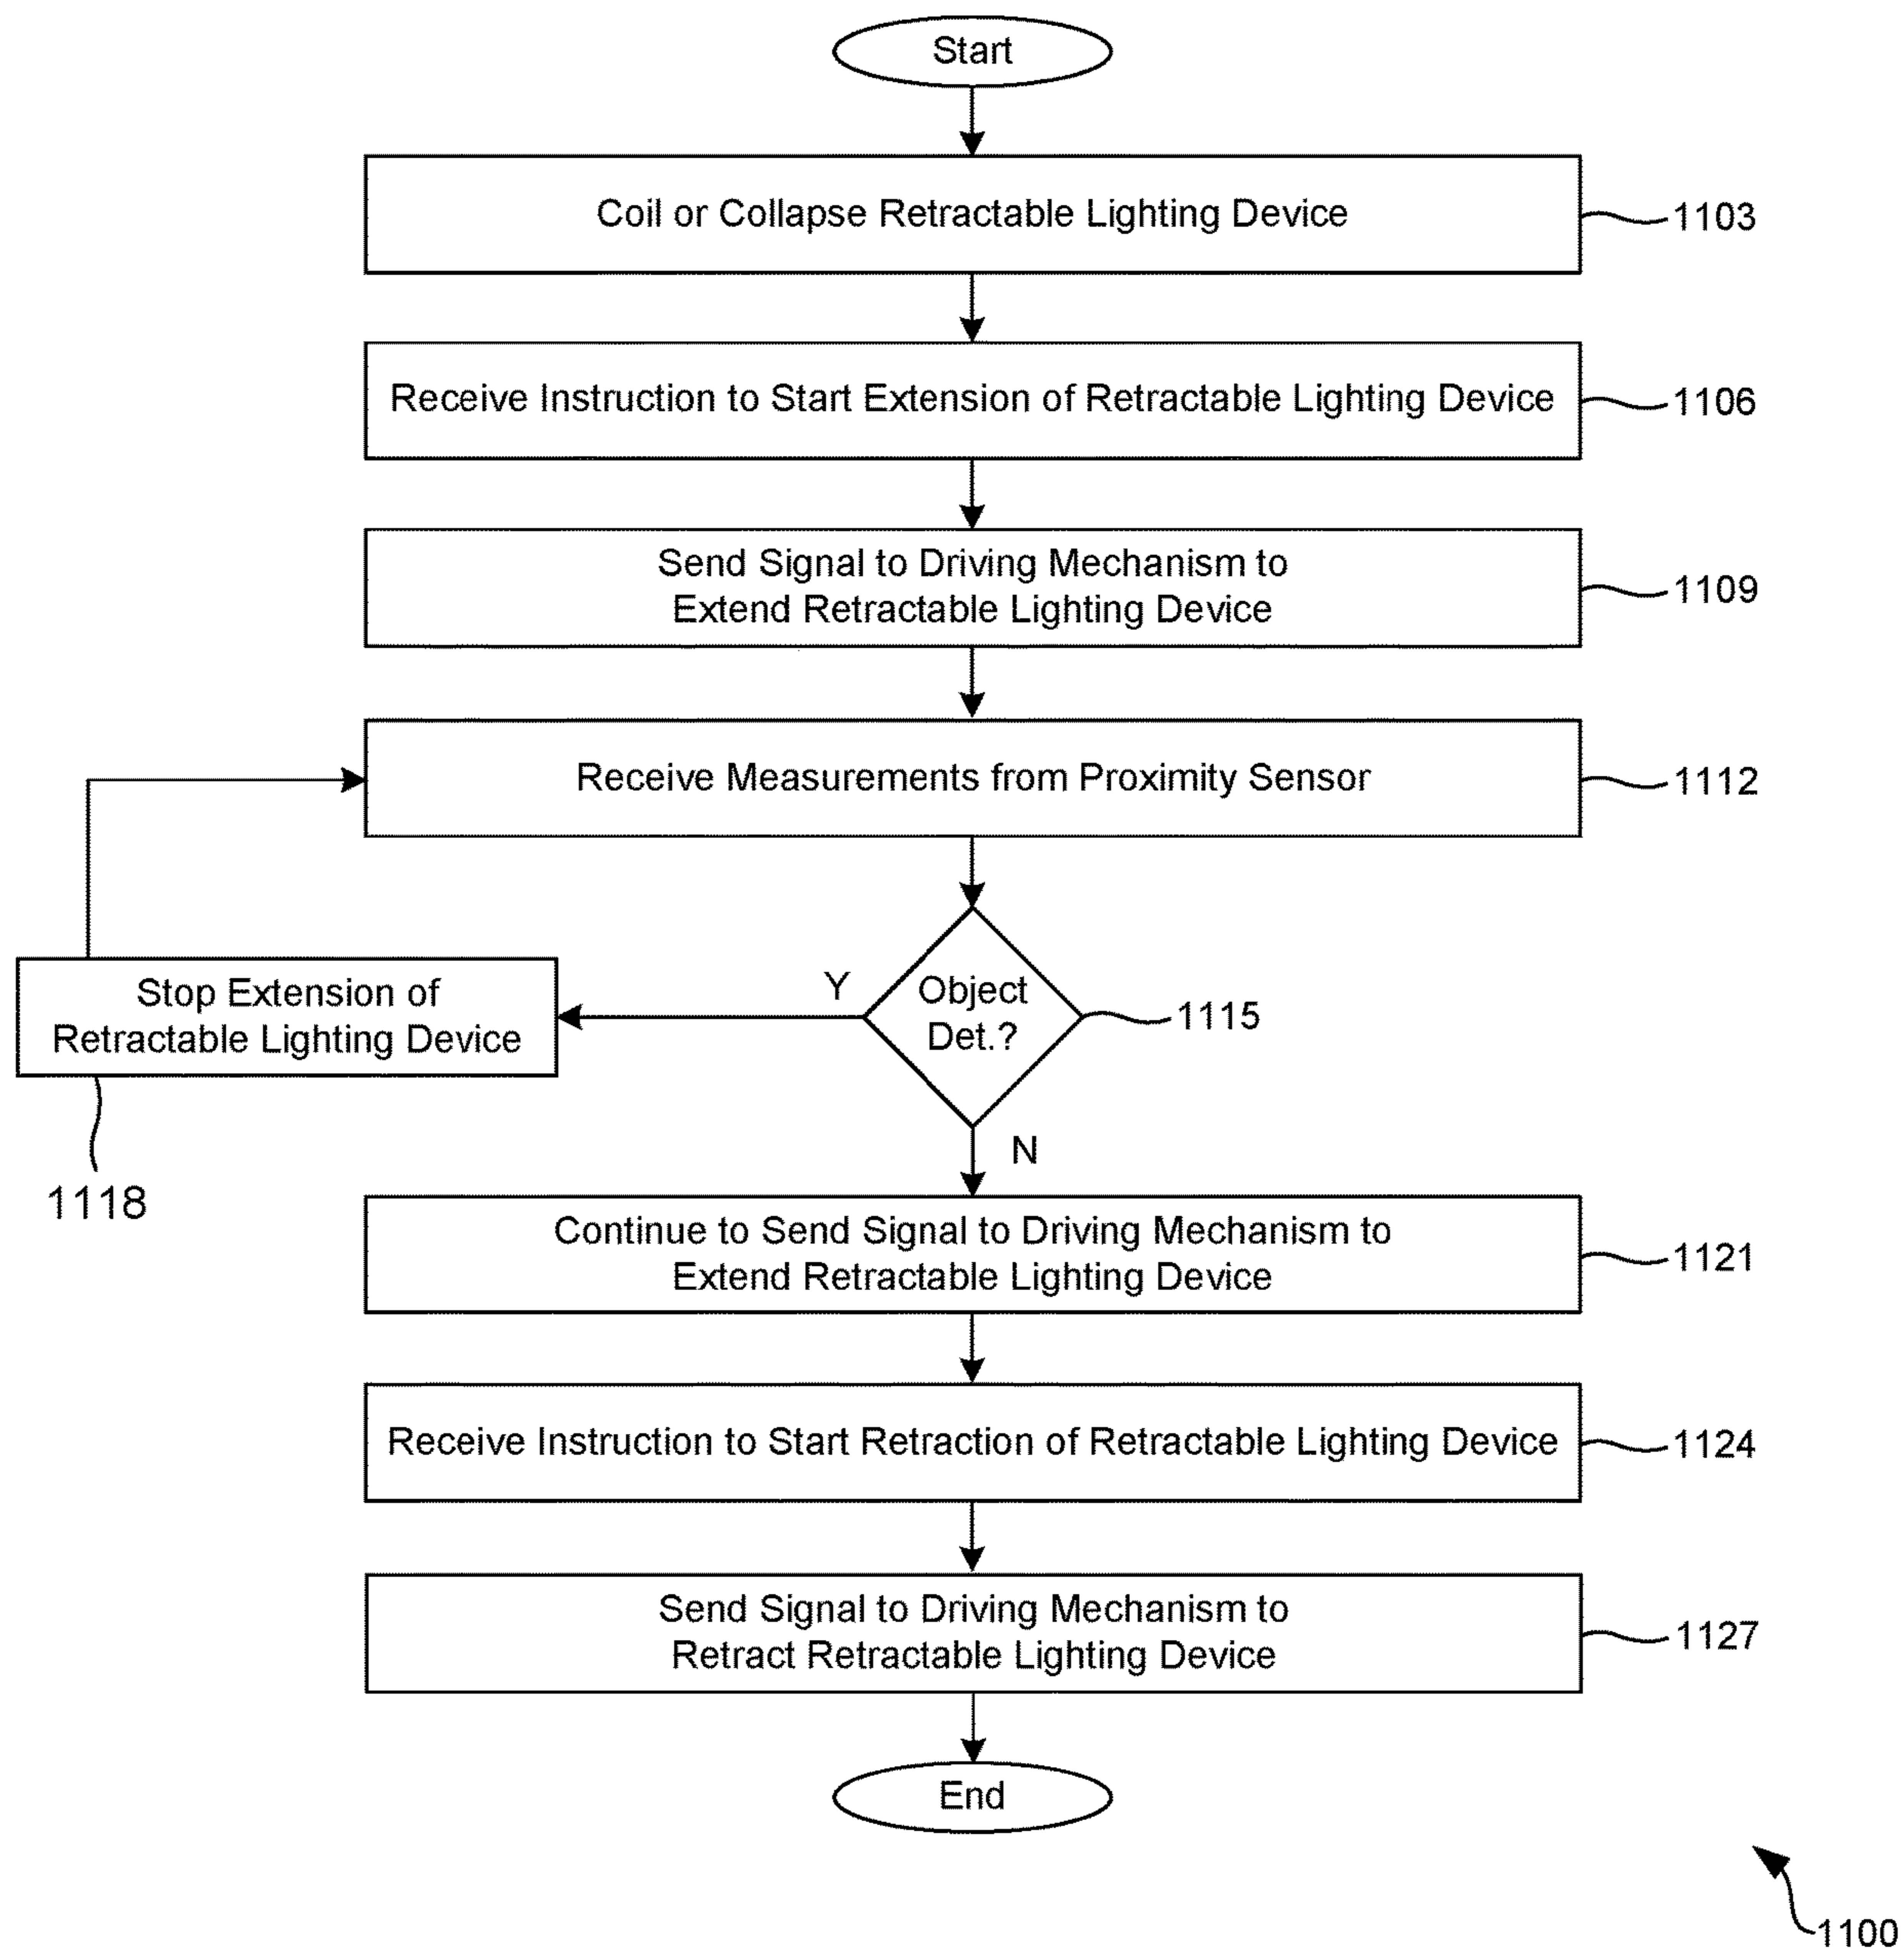 Start
Coil or Collapse Retractable Lighting Device
1103
Receive Instruction to Start Extension of Retractable Lighting Device
1106
Send Signal to Driving Mechanism to
Extend Retractable Lighting Device
1109
Receive Measurements from Proximity Sensor
1112
Object
Det.?
1115
Y
Stop Extension of
Retractable Lighting Device
1118
N
Continue to Send Signal to Driving Mechanism to
Extend Retractable Lighting Device
1121
Receive Instruction to Start Retraction of Retractable Lighting Device
1124
Send Signal to Driving Mechanism to
Retract Retractable Lighting Device
1127
End
1100